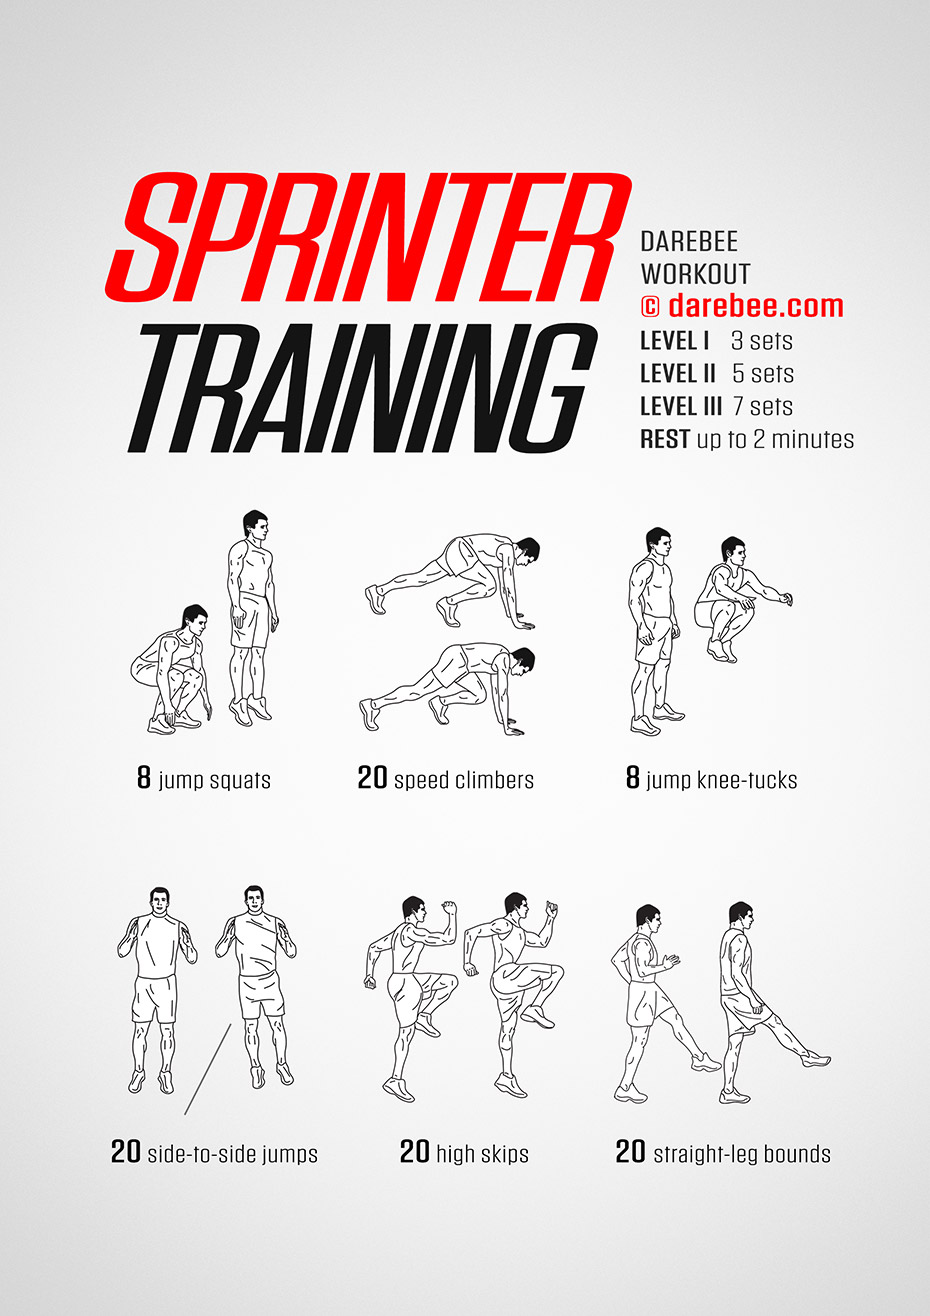 SPRINTER
TRAINING
DAREBEE
WORKOUT
© darebee.com
LEVEL I 3 sets
LEVEL II 5 sets
LEVEL III 7 sets
REST up to 2 minutes
8 jump squats
20 speed climbers
8 jump knee-tucks
20 side-to-side jumps
20 high skips
20 straight-leg bounds